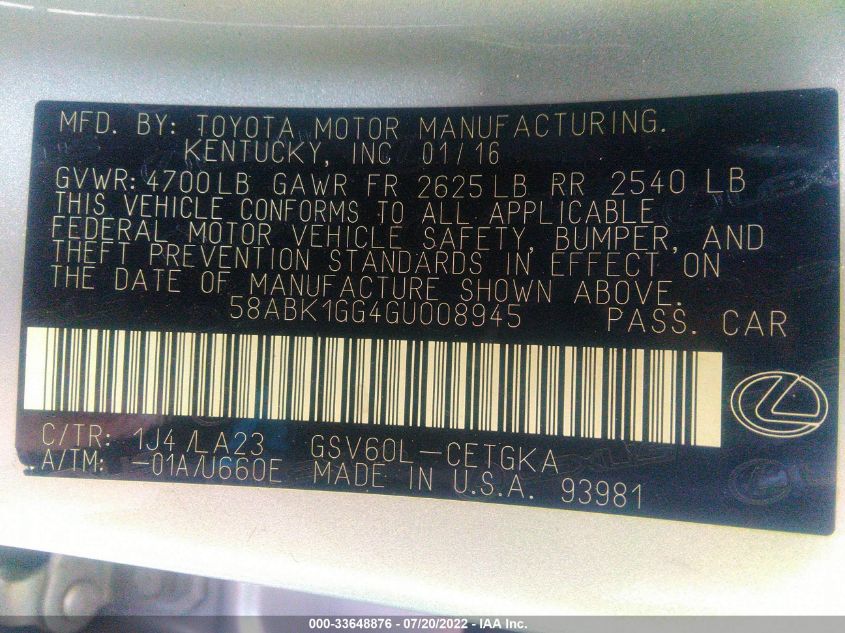 MFD. BY: TOYOTA MOTOR MANUFACTURING.
KENTUCKY, INC 01/16
GVWR: 4700LB GAWR FR 2625LB RR 2540 LB
THIS VEHICLE CONFORMS TO ALL APPLICABLE
FEDERAL MOTOR VEHICLE SAFETY, BUMPER, AND
THEFT PREVENTION STANDARDS IN EFFECT ON
THE DATE OF MANUFACTURE SHOWN ABOVE.
58ABK1GG4GU008945 PASS. CAR
C/TR: 1J4 /LA23 GSV60L-CETGKA
A/TM: -01A/U660E MADE IN U.S.A. 93981
000-33648876 - 07/20/2022 - IAA Inc.